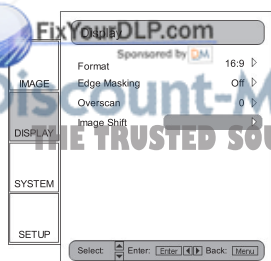 FixYourDLP.com
Display
Sponsored by DM
Format 16:9
IMAGE Edge Masking Off
Overscan 0
Image Shift
DISPLAY
THE TRUSTED SOU
SYSTEM
SETUP
Select: Enter: Enter Back: Menu